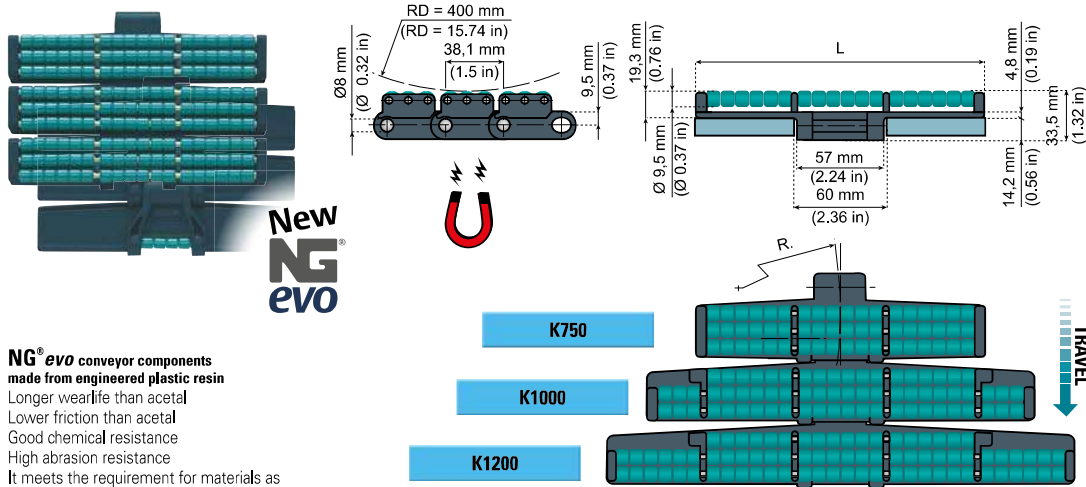 RD = 400 mm
(RD = 15.74 in)
38,1 mm
(1.5 in)
Ø8 mm
(Ø 0.32 in)
9,5 mm
(0.37 in)
19,3 mm
(0.76 in)
L
4,8 mm
(0.19 in)
33,5 mm
(1.32 in)
Ø 9,5 mm
(Ø 0.37 in)
57 mm
(2.24 in)
60 mm
(2.36 in)
14,2 mm
(0.56 in)
New
NG®
evo
R.
K750
K1000
K1200
TRAVEL
NG® evo conveyor components
made from engineered plastic resin
Longer wearlife than acetal
Lower friction than acetal
Good chemical resistance
High abrasion resistance
It meets the requirement for materials as